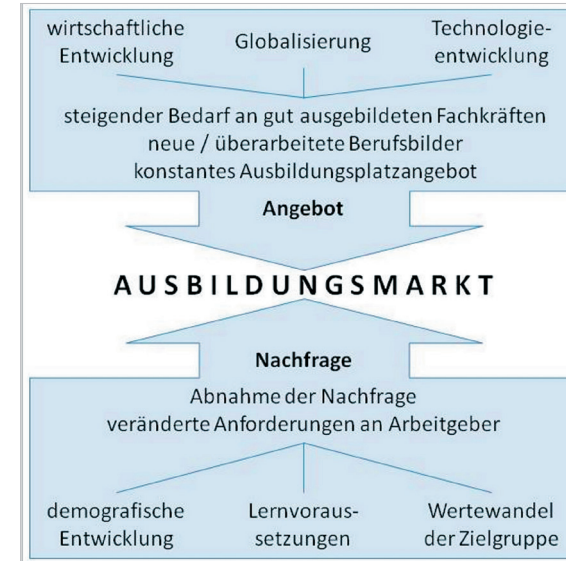 wirtschaftliche
Entwicklung
Globalisierung
Technologie-
entwicklung
steigender Bedarf an gut ausgebildeten Fachkräften
neue / überarbeitete Berufsbilder
konstantes Ausbildungsplatzangebot
Angebot
AUSBILDUNGSMARKT
Nachfrage
Abnahme der Nachfrage
veränderte Anforderungen an Arbeitgeber
demografische
Entwicklung
Lernvoraus-
setzungen
Wertewandel
der Zielgruppe